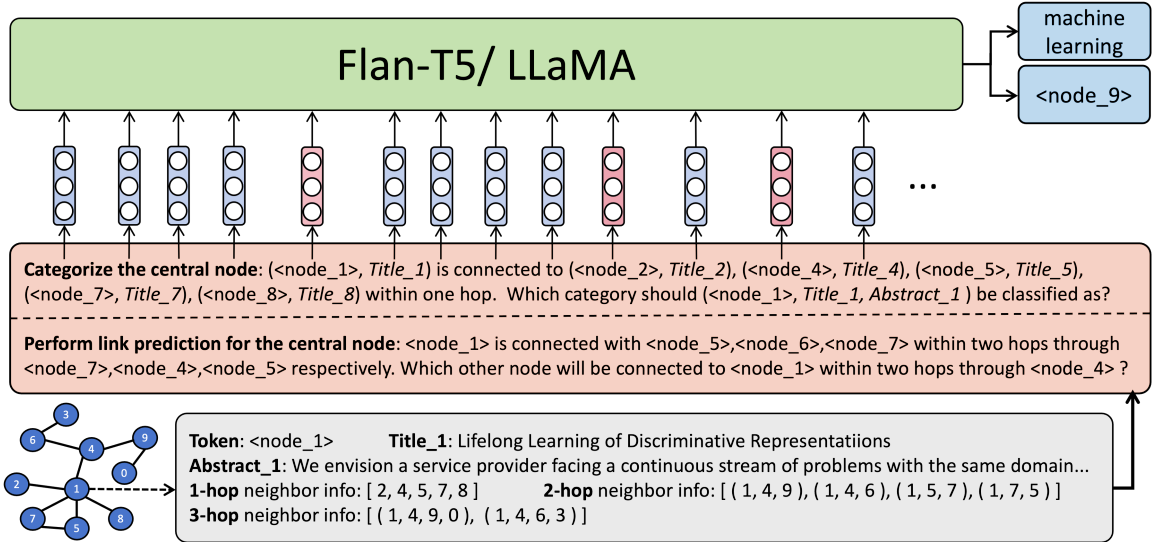 Flan-T5/ LLaMA
machine
learning
<node_9>
...
Categorize the central node: (<node_1>, Title_1) is connected to (<node_2>, Title_2), (<node_4>, Title_4), (<node_5>, Title_5),
(<node_7>, Title_7), (<node_8>, Title_8) within one hop. Which category should (<node_1>, Title_1, Abstract_1 ) be classified as?
Perform link prediction for the central node: <node_1> is connected with <node_5>,<node_6>,<node_7> within two hops through
<node_7>,<node_4>,<node_5> respectively. Which other node will be connected to <node_1> within two hops through <node_4> ?
3
6
4
9
0
2
1
7
5
8
Token: <node_1> Title_1: Lifelong Learning of Discriminative Representatiions
Abstract_1: We envision a service provider facing a continuous stream of problems with the same domain...
1-hop neighbor info: [ 2, 4, 5, 7, 8 ] 2-hop neighbor info: [ ( 1, 4, 9 ), ( 1, 4, 6 ), ( 1, 5, 7 ), ( 1, 7, 5 ) ]
3-hop neighbor info: [ ( 1, 4, 9, 0 ), ( 1, 4, 6, 3 ) ]